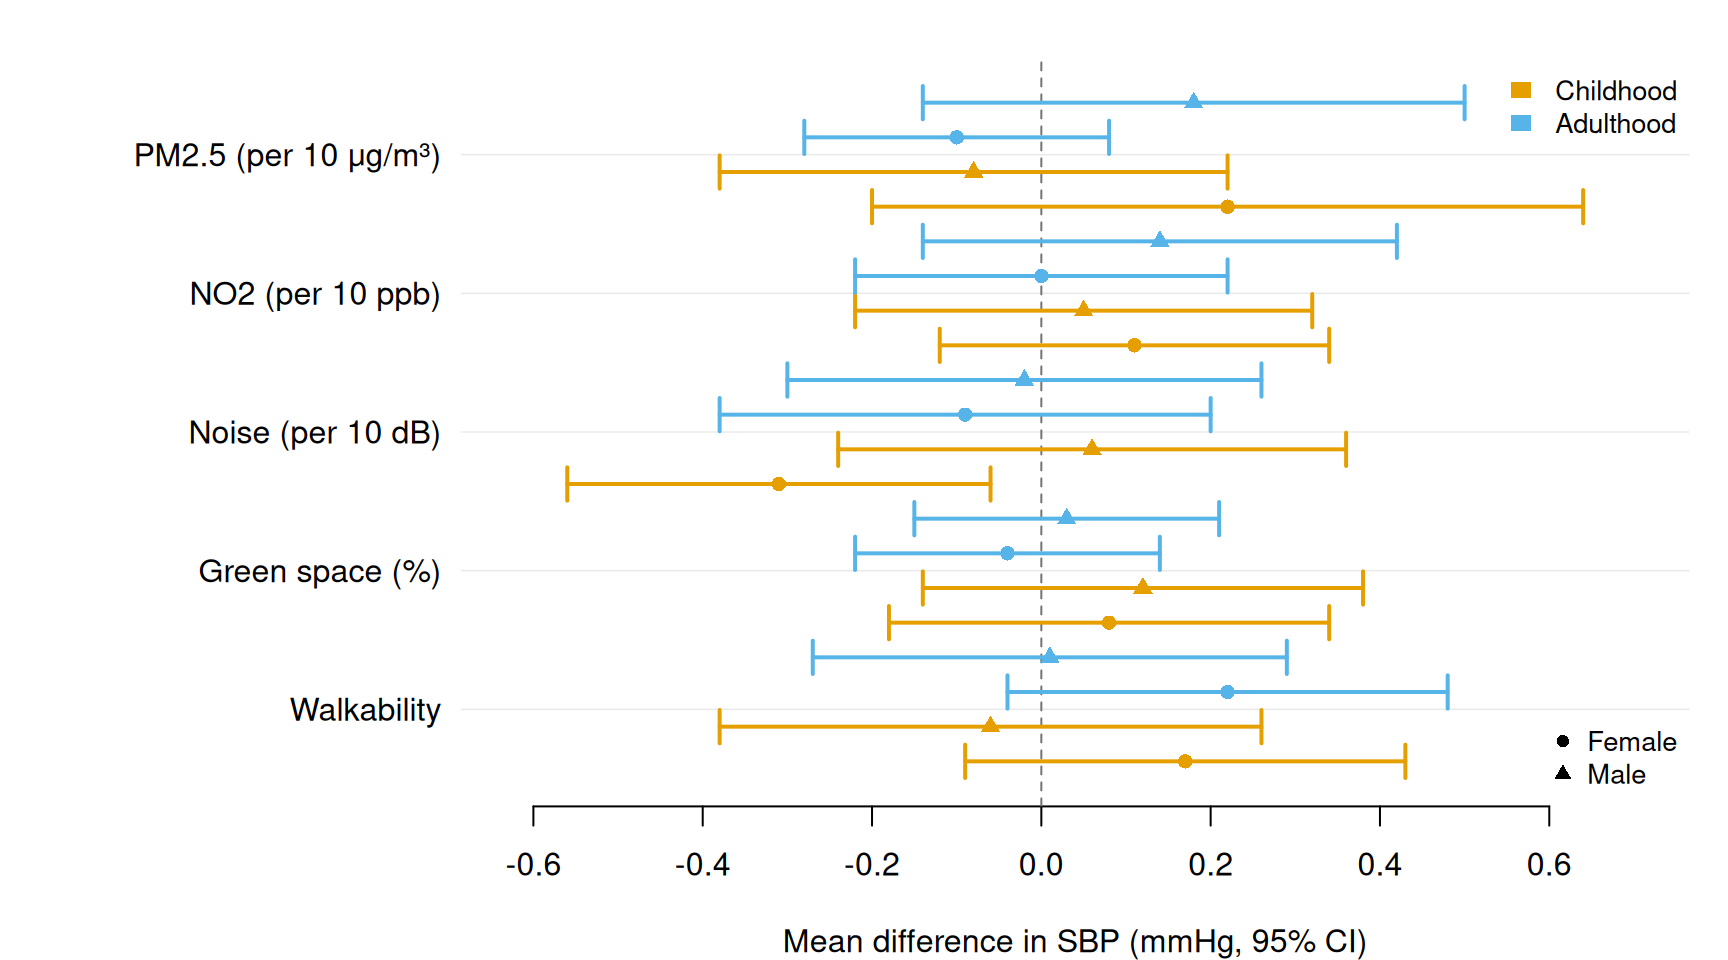 Childhood
Adulthood
PM2.5 (per 10 µg/m³)
NO2 (per 10 ppb)
Noise (per 10 dB)
Green space (%)
Walkability
Female
Male
-0.6 -0.4 -0.2 0.0 0.2 0.4 0.6
Mean difference in SBP (mmHg, 95% CI)